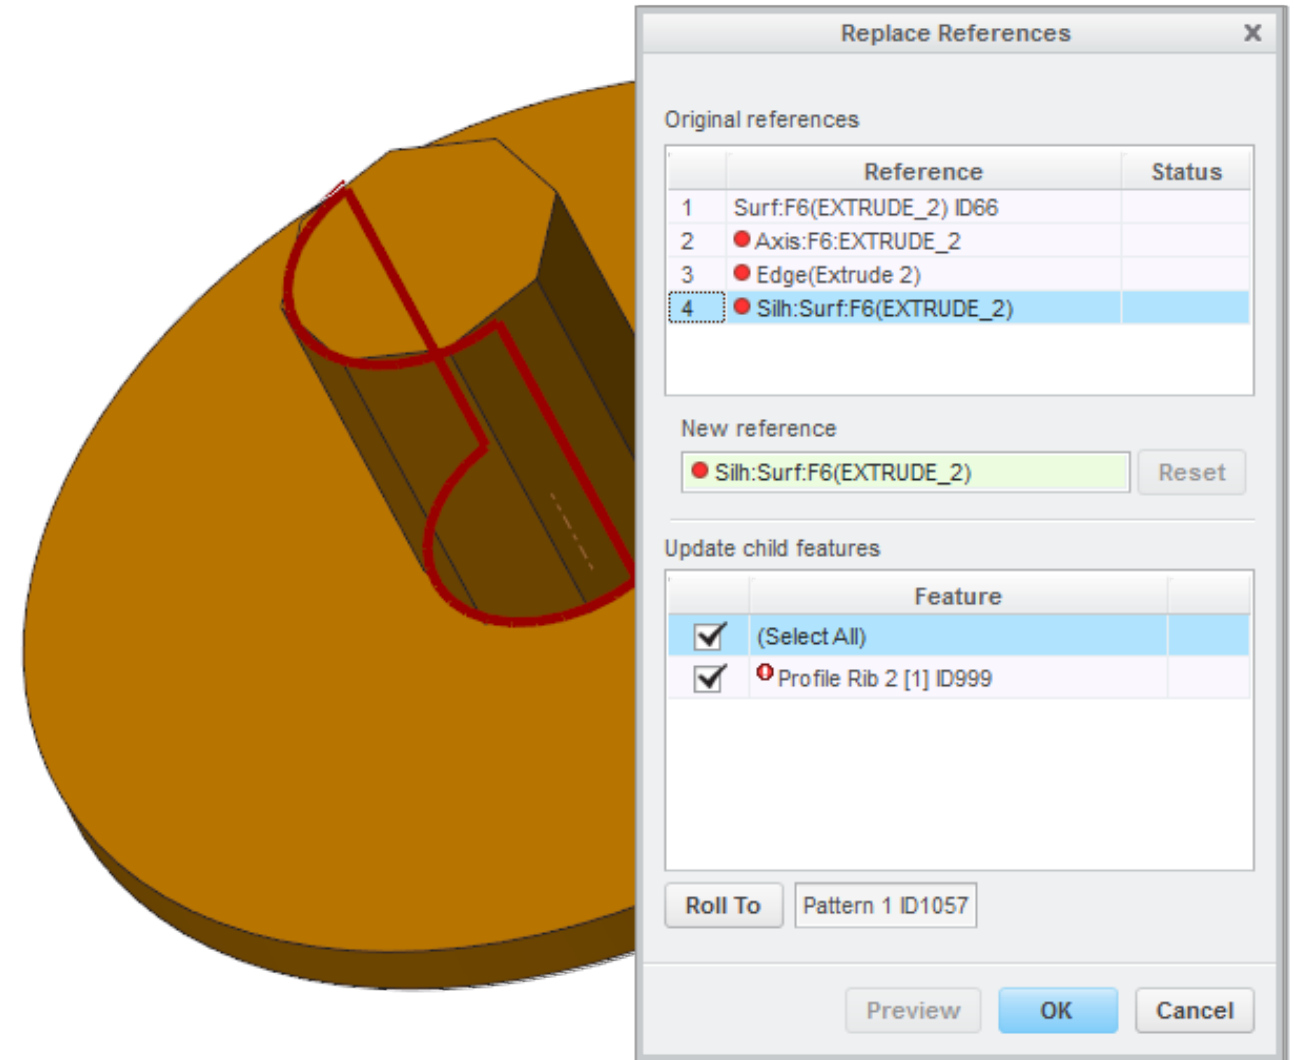 Replace References
Original references
Reference Status
1 Surf:F6(EXTRUDE_2) ID66
2 Axis:F6:EXTRUDE_2
3 Edge(Extrude 2)
4 Silh:Surf:F6(EXTRUDE_2)
New reference
Silh:Surf:F6(EXTRUDE_2) Reset
Update child features
Feature
(Select All)
Profile Rib 2 [1] ID999
Roll To Pattern 1 ID1057
Preview OK Cancel